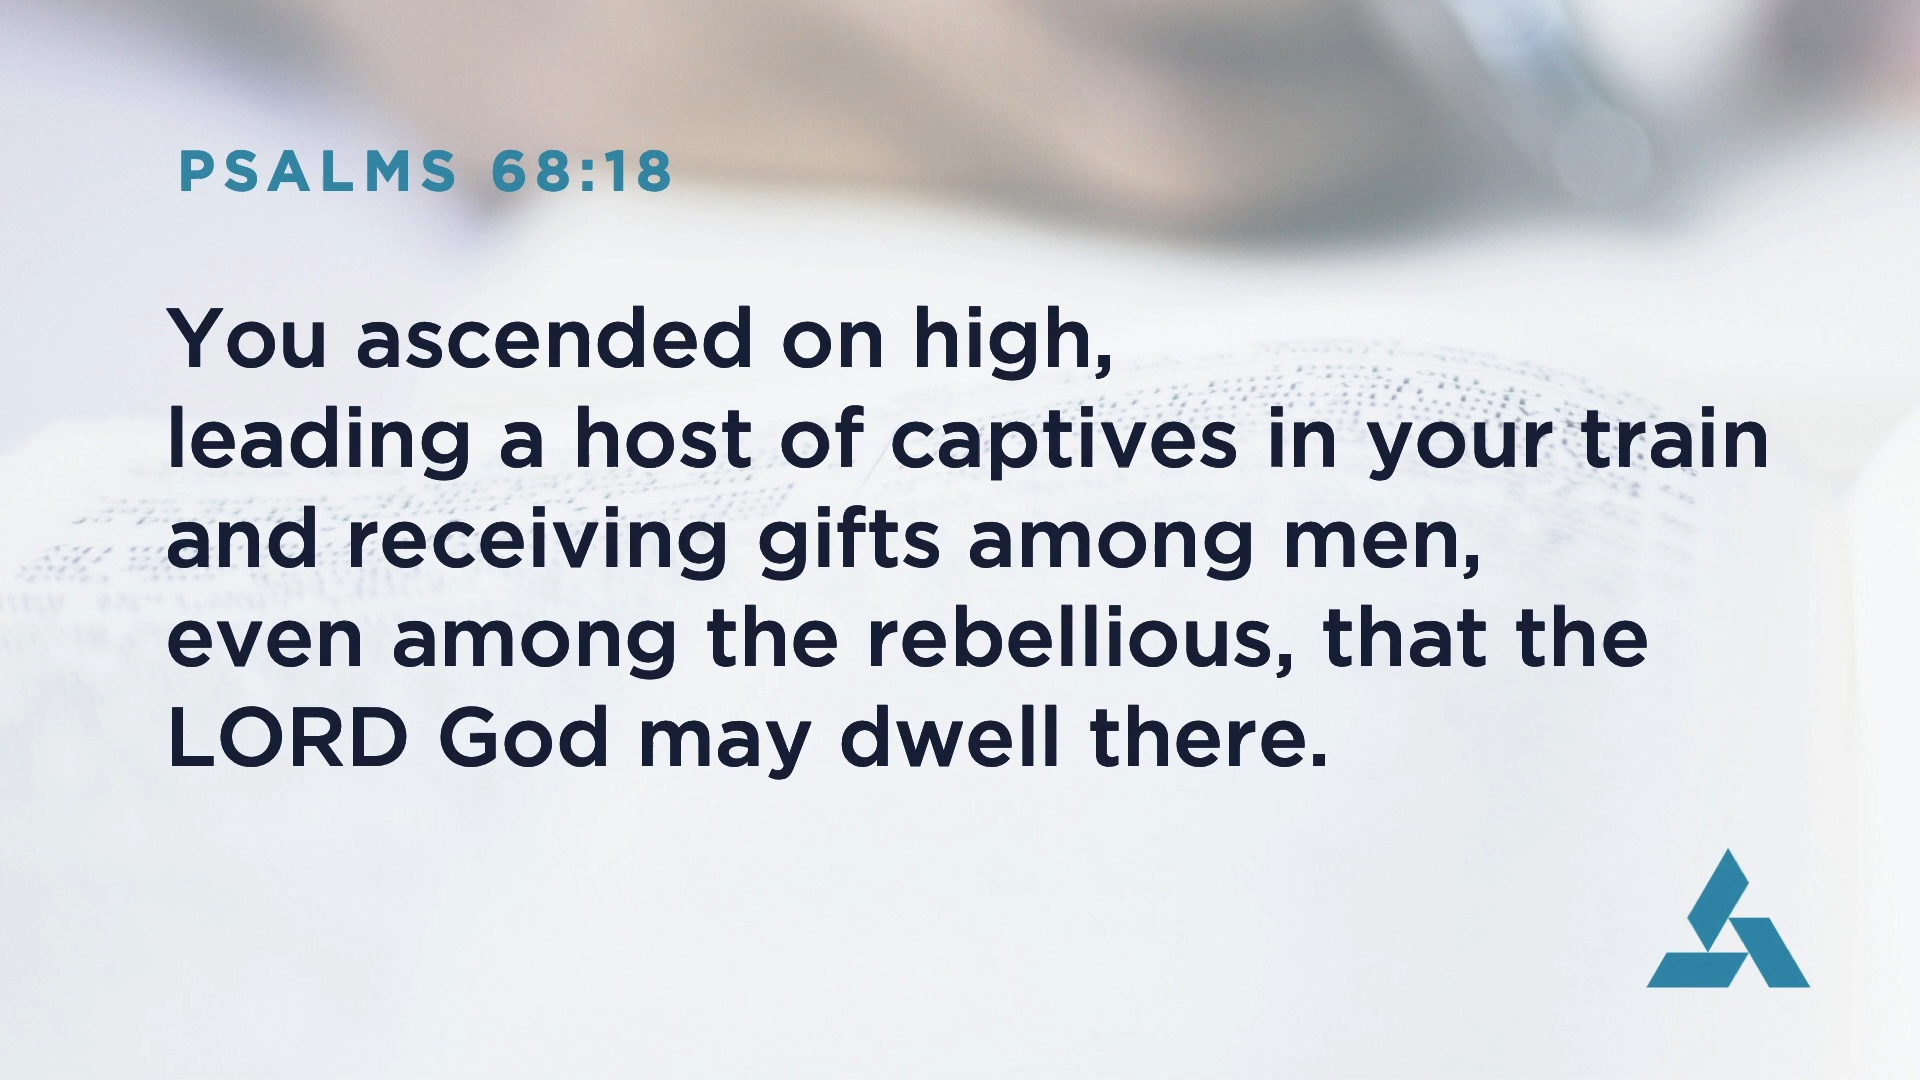 PSALMS 68:18
You ascended on high,
leading a host of captives in your train
and receiving gifts among men,
even among the rebellious, that the
LORD God may dwell there.